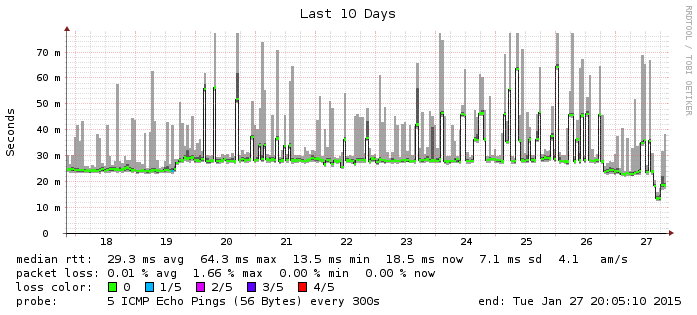 Last 10 Days
RRDTOOL / TOBI OETIKER
Seconds
70 m
60 m
50 m
40 m
30 m
20 m
10 m
0
18 19 20 21 22 23 24 25 26 27
median rtt: 29.3 ms avg 64.3 ms max 13.5 ms min 18.5 ms now 7.1 ms sd 4.1 am/s
packet loss: 0.01 % avg 1.66 % max 0.00 % min 0.00 % now
loss color: 0 1/5 2/5 3/5 4/5
probe: 5 ICMP Echo Pings (56 Bytes) every 300s end: Tue Jan 27 20:05:10 2015